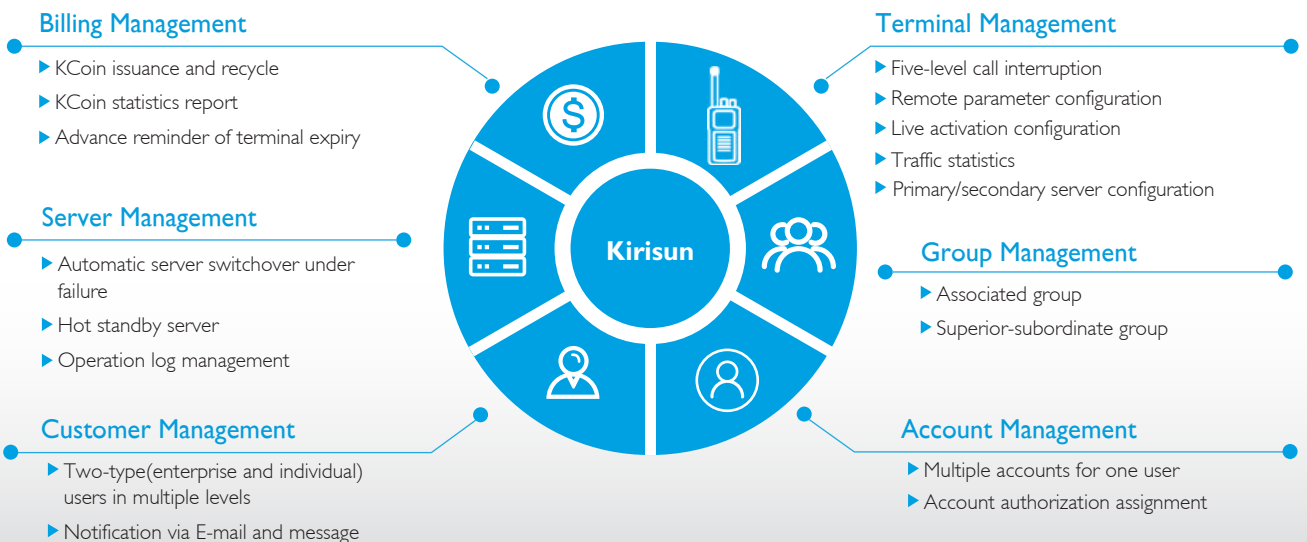 Billing Management
KCoin issuance and recycle
KCoin statistics report
Advance reminder of terminal expiry
Server Management
Automatic server switchover under
failure
Hot standby server
Operation log management
Customer Management
Two-type(enterprise and individual)
users in multiple levels
Notification via E-mail and message
$
Kirisun
Terminal Management
Five-level call interruption
Remote parameter configuration
Live activation configuration
Traffic statistics
Primary/secondary server configuration
Group Management
Associated group
Superior-subordinate group
Account Management
Multiple accounts for one user
Account authorization assignment